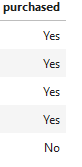 purchased
Yes
Yes
Yes
Yes
No